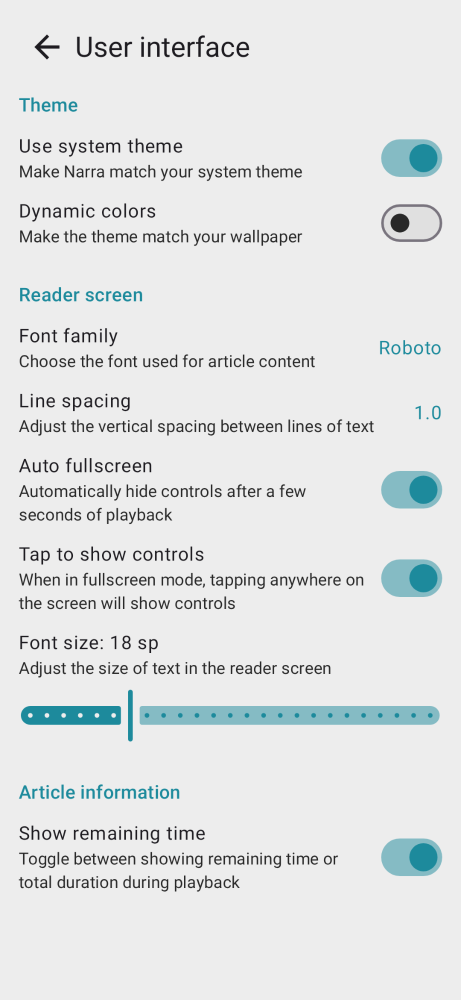 User interface
Theme
Use system theme
Make Narra match your system theme
Dynamic colors
Make the theme match your wallpaper
Reader screen
Font family
Choose the font used for article content
Roboto
Line spacing
Adjust the vertical spacing between lines of text
1.0
Auto fullscreen
Automatically hide controls after a few
seconds of playback
Tap to show controls
When in fullscreen mode, tapping anywhere on
the screen will show controls
Font size: 18 sp
Adjust the size of text in the reader screen
Article information
Show remaining time
Toggle between showing remaining time or
total duration during playback